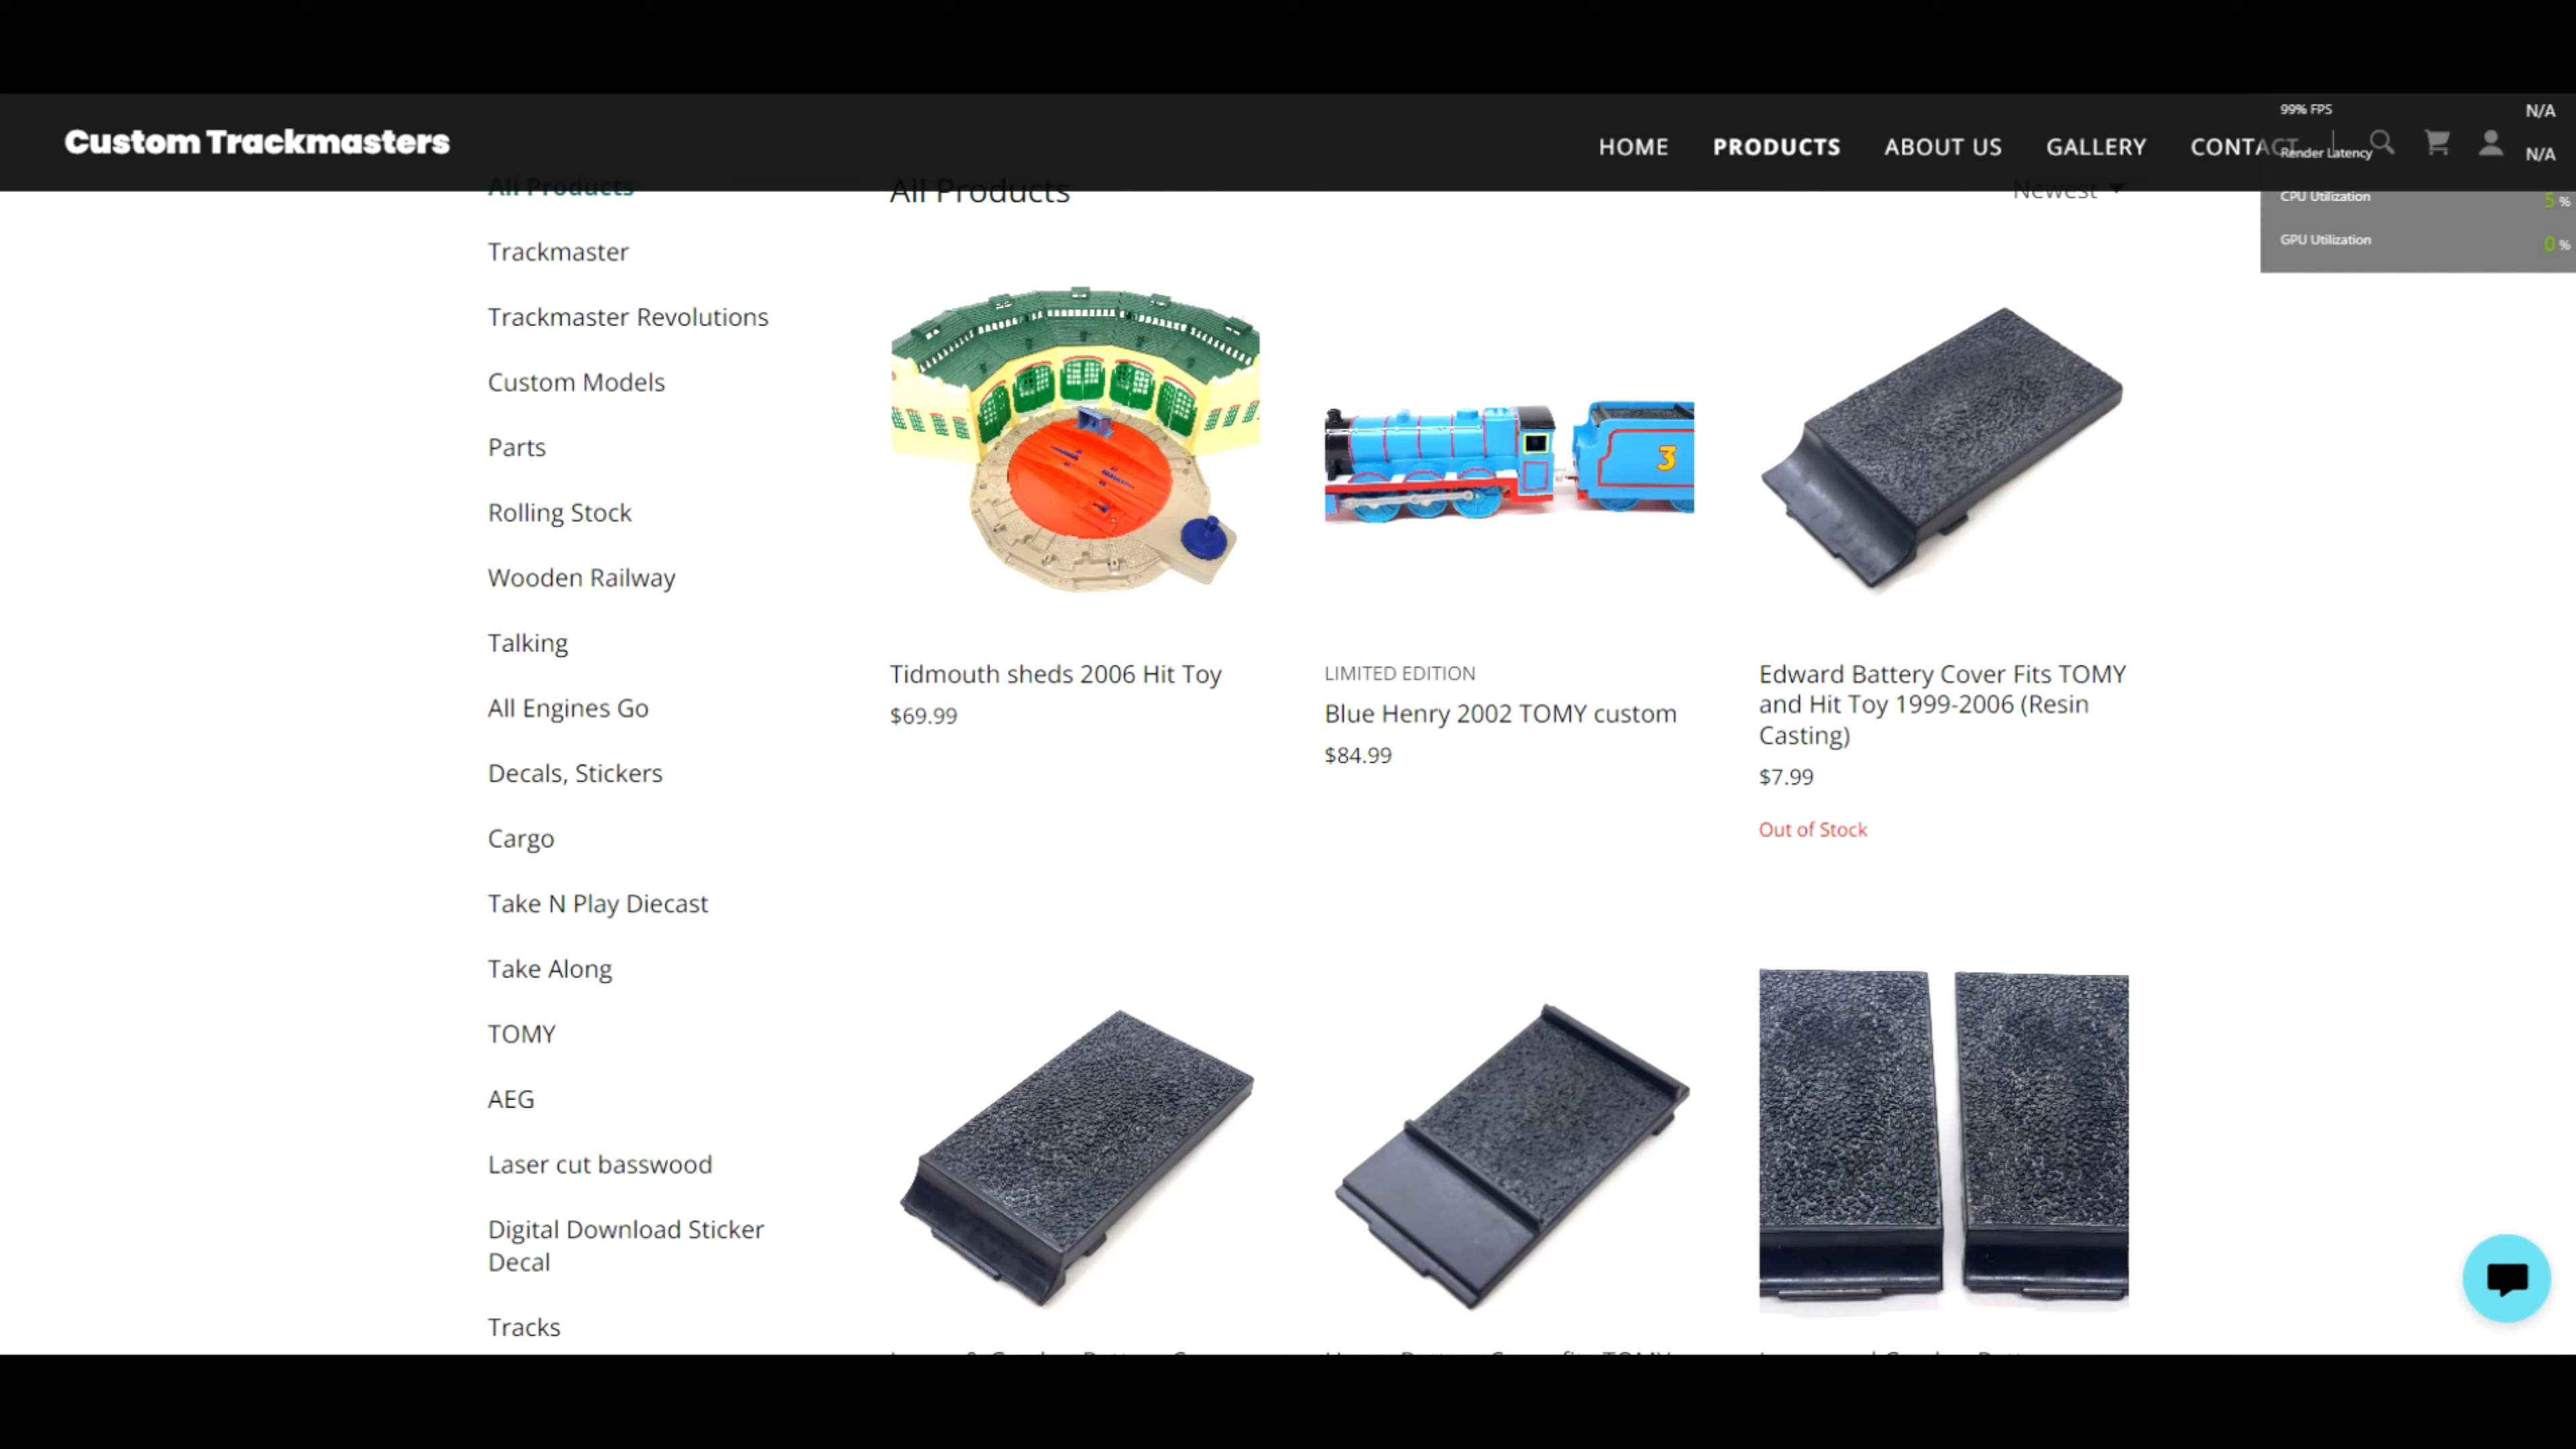 Custom Trackmasters
HOME
PRODUCTS
ABOUT US
GALLERY
CONTACT
99% FPS
N/A
Render Latency
N/A
CPU Utilization
5 %
GPU Utilization
0 %
All Products
Trackmaster
Trackmaster Revolutions
Custom Models
Parts
Rolling Stock
Wooden Railway
Talking
All Engines Go
Decals, Stickers
Cargo
Take N Play Diecast
Take Along
TOMY
AEG
Laser cut basswood
Digital Download Sticker
Decal
Tracks
All Products
Newest
3
Tidmouth sheds 2006 Hit Toy
$69.99
LIMITED EDITION
Blue Henry 2002 TOMY custom
$84.99
Edward Battery Cover Fits TOMY
and Hit Toy 1999-2006 (Resin
Casting)
$7.99
Out of Stock